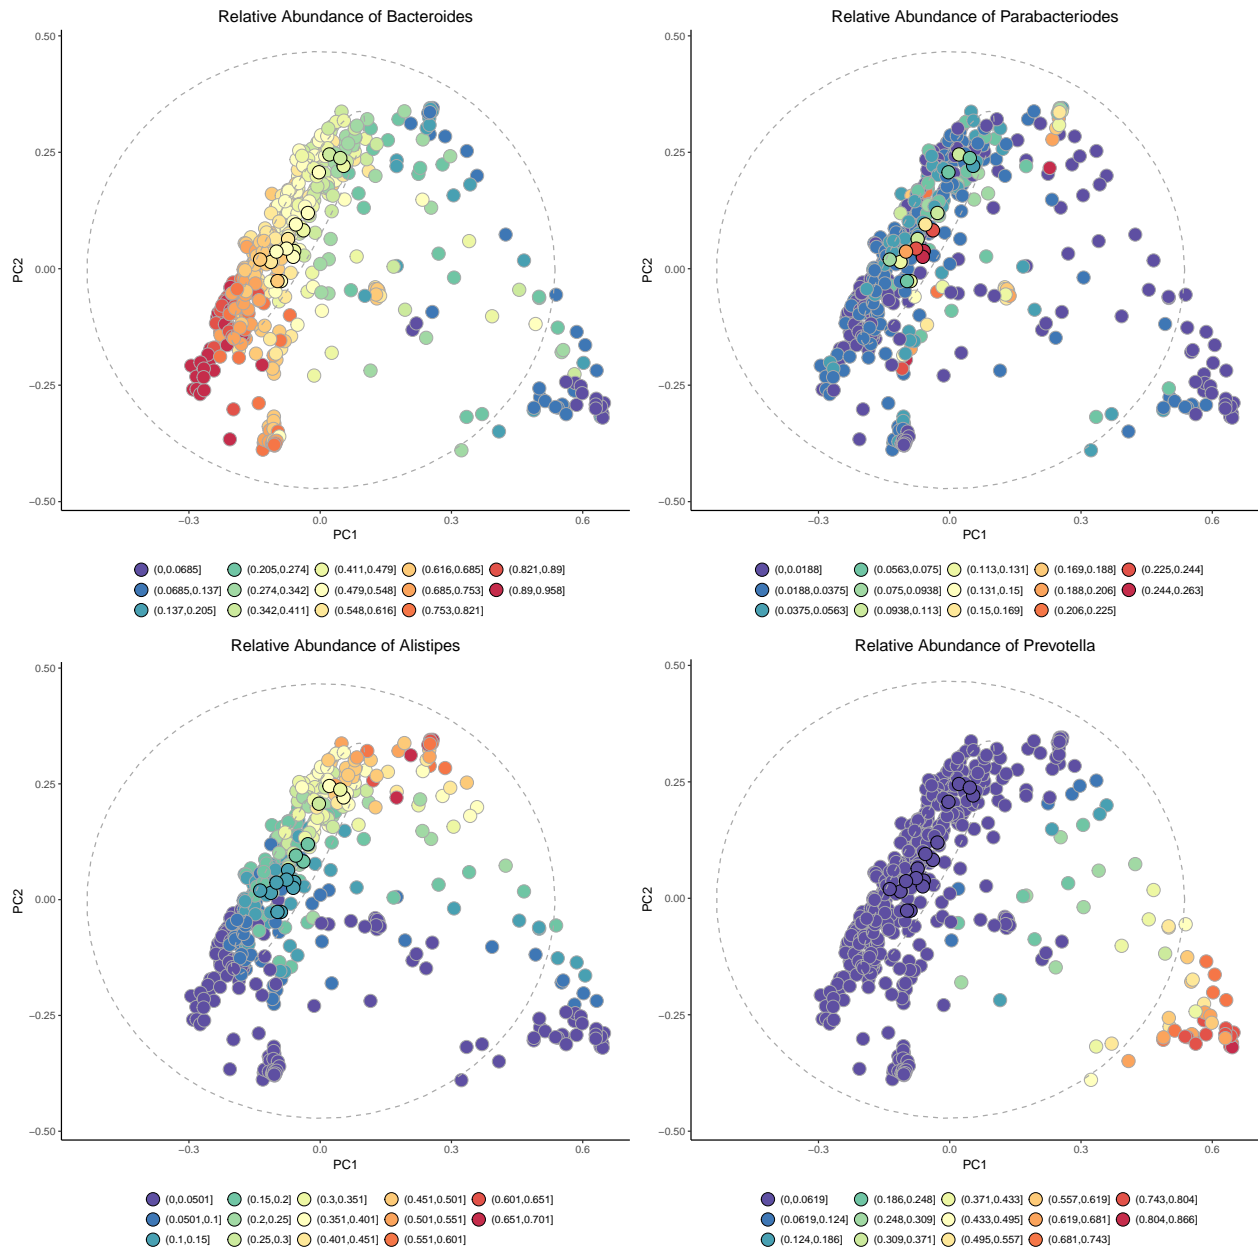 Relative Abundance of Bacteroides
0.50
0.25
0.00
−0.25
−0.50
PC2
−0.3 0.0 0.3 0.6
PC1
(0,0.0685] (0.205,0.274] (0.411,0.479] (0.616,0.685] (0.821,0.89]
(0.0685,0.137] (0.274,0.342] (0.479,0.548] (0.685,0.753] (0.89,0.958]
(0.137,0.205] (0.342,0.411] (0.548,0.616] (0.753,0.821]
Relative Abundance of Parabacteriodes
0.50
0.25
0.00
−0.25
−0.50
PC2
−0.3 0.0 0.3 0.6
PC1
(0,0.0188] (0.0563,0.075] (0.113,0.131] (0.169,0.188] (0.225,0.244]
(0.0188,0.0375] (0.075,0.0938] (0.131,0.15] (0.188,0.206] (0.244,0.263]
(0.0375,0.0563] (0.0938,0.113] (0.15,0.169] (0.206,0.225]
Relative Abundance of Alistipes
0.50
0.25
0.00
−0.25
−0.50
PC2
−0.3 0.0 0.3 0.6
PC1
(0,0.0501] (0.15,0.2] (0.3,0.351] (0.451,0.501] (0.601,0.651]
(0.0501,0.1] (0.2,0.25] (0.351,0.401] (0.501,0.551] (0.651,0.701]
(0.1,0.15] (0.25,0.3] (0.401,0.451] (0.551,0.601]
Relative Abundance of Prevotella
0.50
0.25
0.00
−0.25
−0.50
PC2
−0.3 0.0 0.3 0.6
PC1
(0,0.0619] (0.186,0.248] (0.371,0.433] (0.557,0.619] (0.743,0.804]
(0.0619,0.124] (0.248,0.309] (0.433,0.495] (0.619,0.681] (0.804,0.866]
(0.124,0.186] (0.309,0.371] (0.495,0.557] (0.681,0.743]